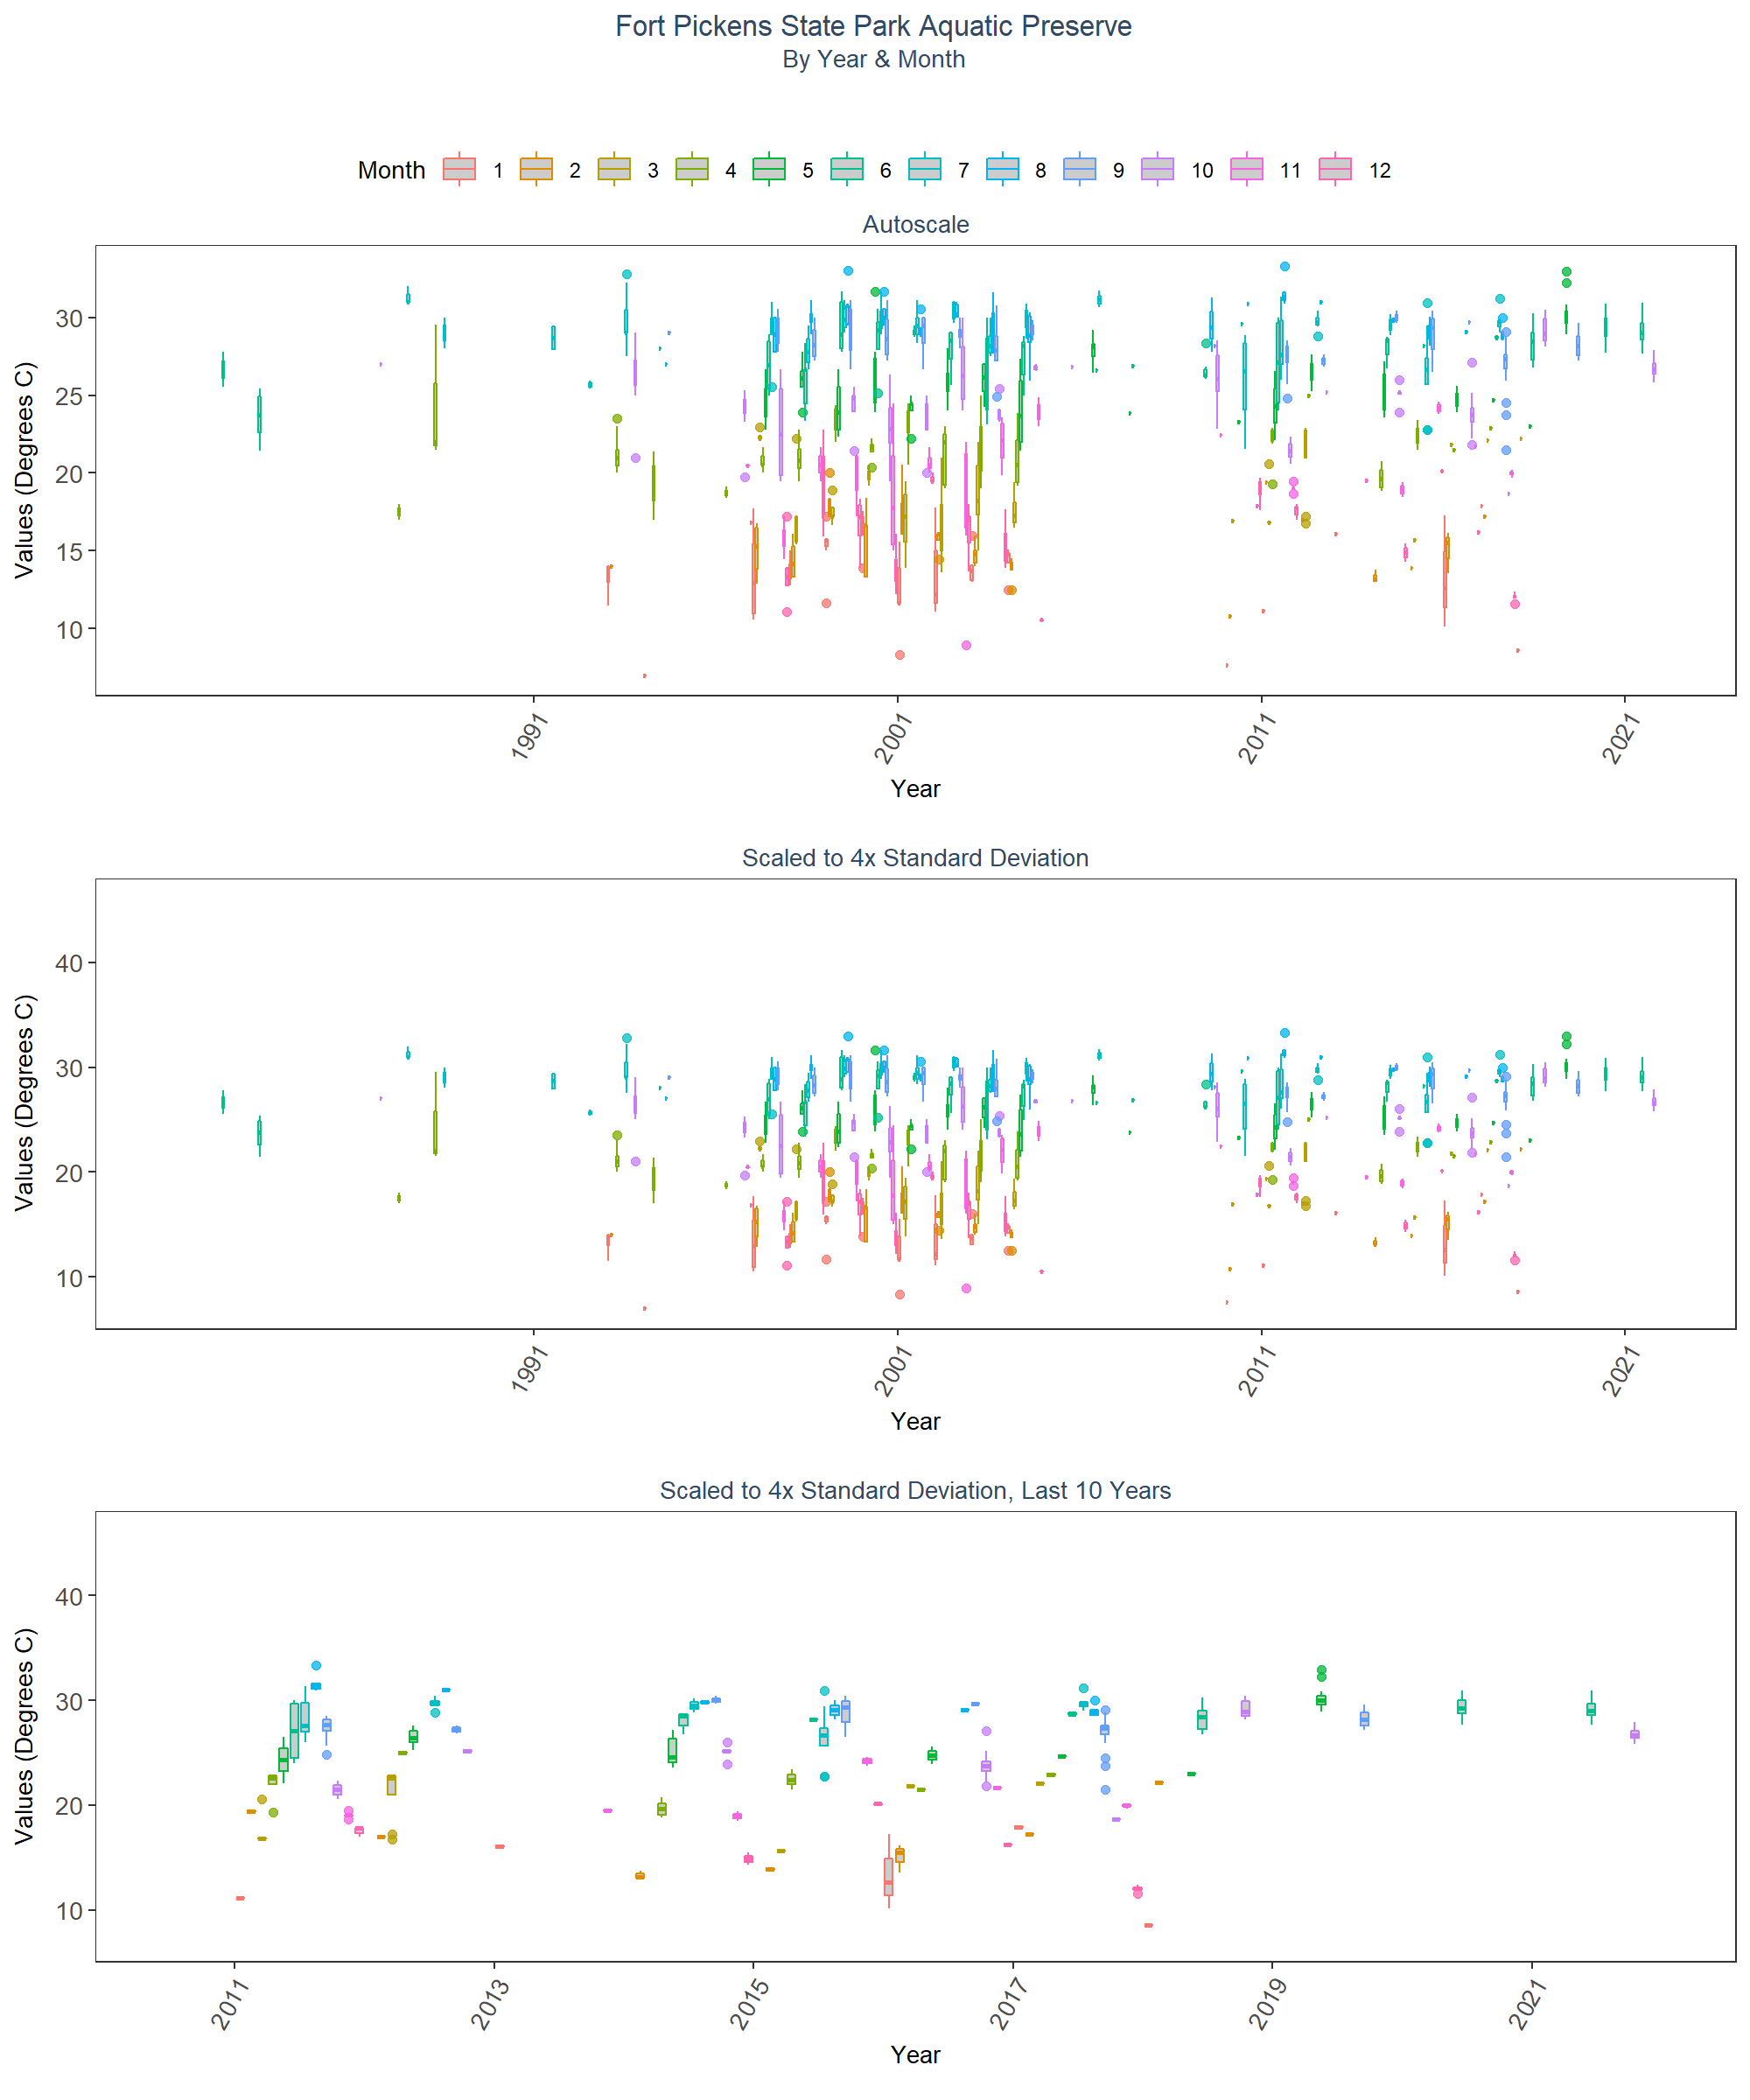 Fort Pickens State Park Aquatic Preserve
By Year & Month
Month 1 2 3 4 5 6 7 8 9 10 11 12
Autoscale
Values (Degrees C)
30
25
20
15
10
1991 2001 2011 2021
Year
Scaled to 4x Standard Deviation
Values (Degrees C)
40
30
20
10
1991 2001 2011 2021
Year
Scaled to 4x Standard Deviation, Last 10 Years
Values (Degrees C)
40
30
20
10
2011 2013 2015 2017 2019 2021
Year